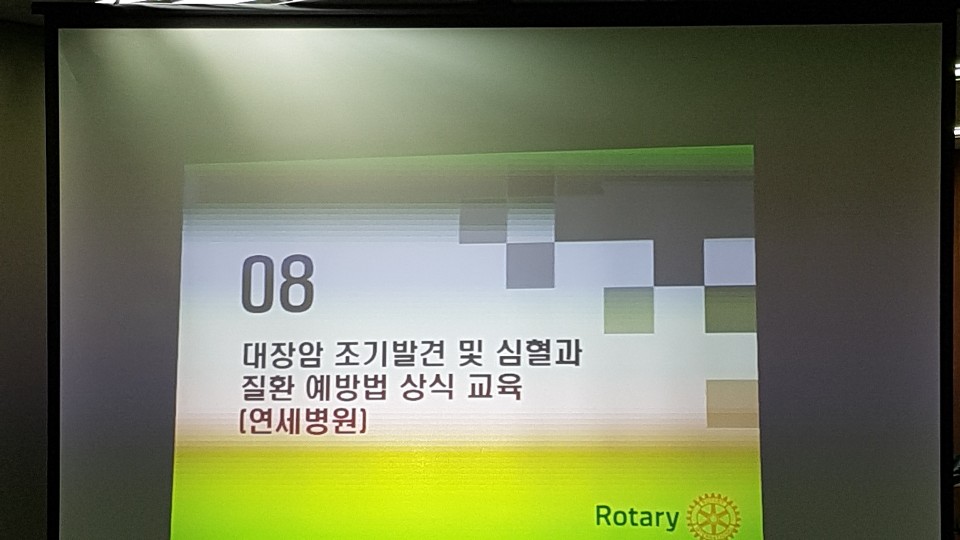 08
대장암 조기발견 및 심혈과
질환 예방법 상식 교육
(연세병원)
Rotary